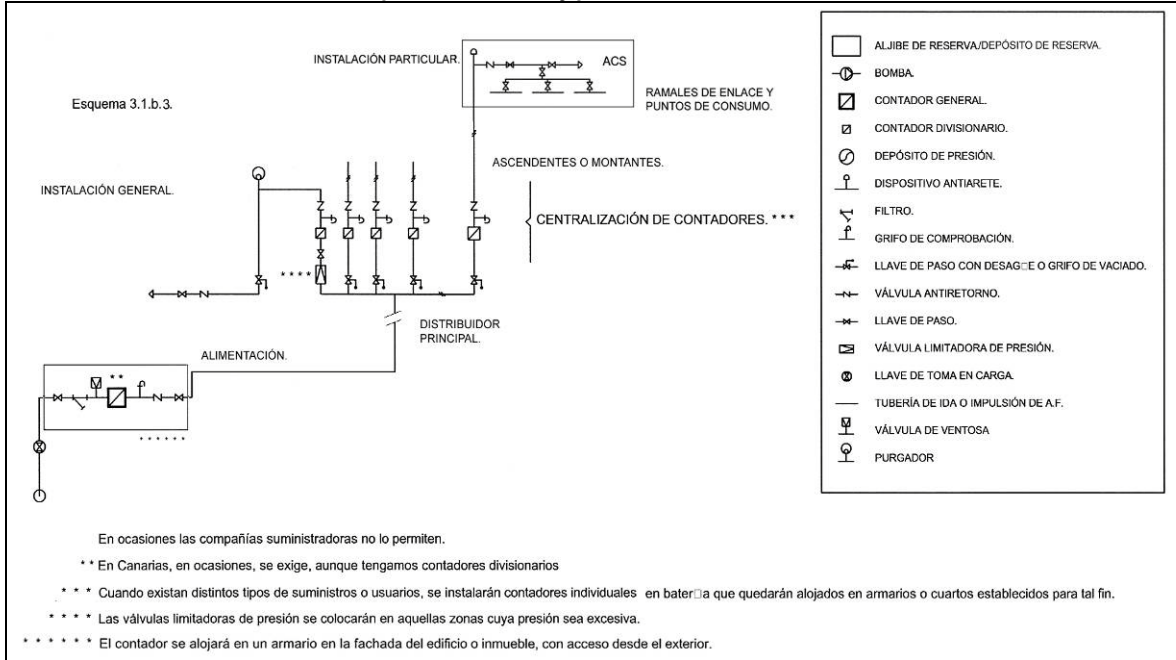 INSTALACIÓN PARTICULAR.
ACS
Esquema 3.1.b.3.
RAMALES DE ENLACE Y
PUNTOS DE CONSUMO.
ASCENDENTES O MONTANTES.
INSTALACIÓN GENERAL.
CENTRALIZACIÓN DE CONTADORES. * * *
* * * *
DISTRIBUIDOR
PRINCIPAL.
ALIMENTACIÓN.
* *
* * * * * *
ALJIBE DE RESERVA./DEPÓSITO DE RESERVA.
BOMBA.
CONTADOR GENERAL.
CONTADOR DIVISIONARIO.
DEPÓSITO DE PRESIÓN.
DISPOSITIVO ANTIARETE.
FILTRO.
GRIFO DE COMPROBACIÓN.
LLAVE DE PASO CON DESAG□E O GRIFO DE VACIADO.
VÁLVULA ANTIRETORNO.
LLAVE DE PASO.
VÁLVULA LIMITADORA DE PRESIÓN.
LLAVE DE TOMA EN CARGA.
TUBERÍA DE IDA O IMPULSIÓN DE A.F.
VÁLVULA DE VENTOSA
PURGADOR
En ocasiones las compañías suministradoras no lo permiten.
* * En Canarias, en ocasiones, se exige, aunque tengamos contadores divisionarios
* * * Cuando existan distintos tipos de suministros o usuarios, se instalarán contadores individuales en bater□a que quedarán alojados en armarios o cuartos establecidos para tal fin.
* * * * Las válvulas limitadoras de presión se colocarán en aquellas zonas cuya presión sea excesiva.
* * * * * * El contador se alojará en un armario en la fachada del edificio o inmueble, con acceso desde el exterior.